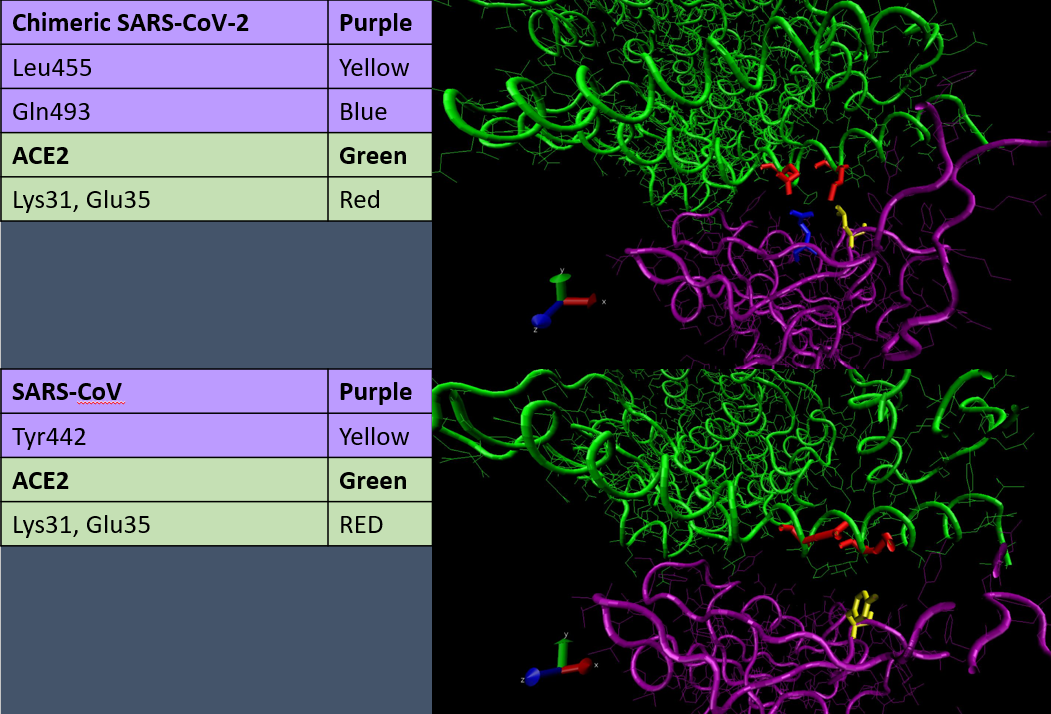 Chimeric SARS-CoV-2 Purple
Leu455 Yellow
Gln493 Blue
ACE2 Green
Lys31, Glu35 Red
y
x
z
SARS-CoV Purple
Tyr442 Yellow
ACE2 Green
Lys31, Glu35 RED
y
x
z